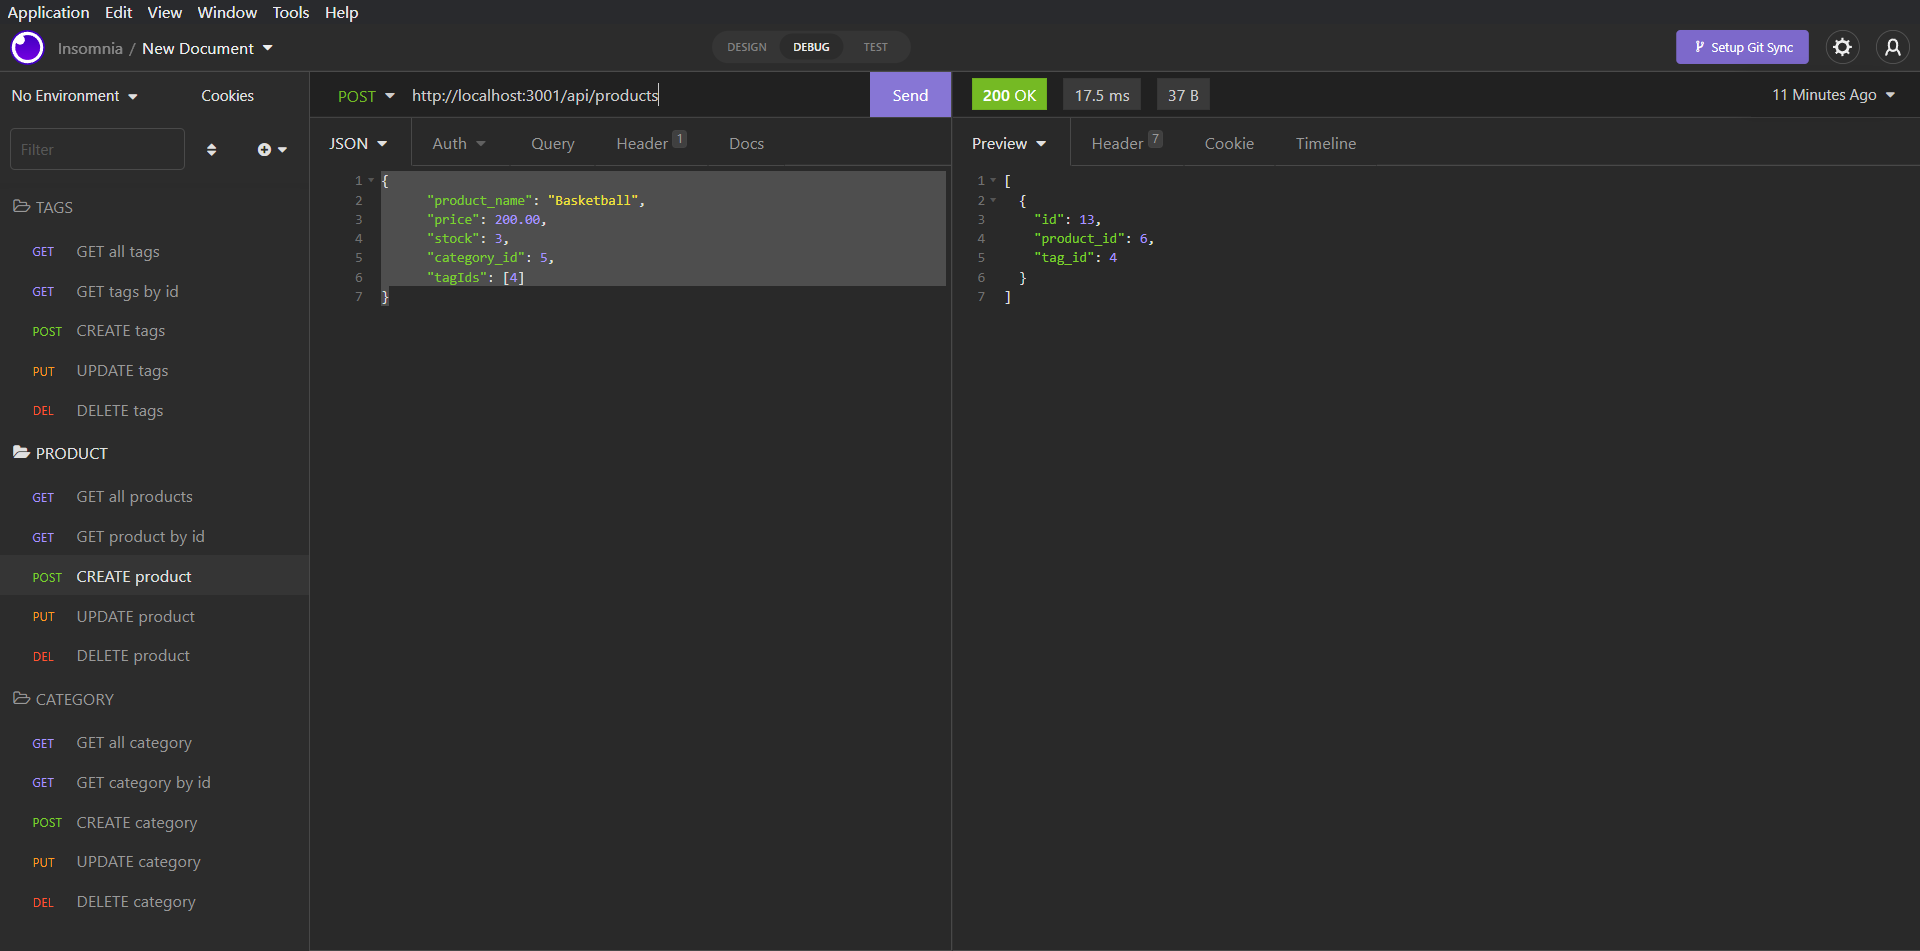 Application Edit View Window Tools Help
Insomnia / New Document
DESIGN DEBUG TEST
Setup Git Sync
No Environment Cookies
POST http://localhost:3001/api/products
Send
200 OK 17.5 ms 37 B
11 Minutes Ago
Filter
JSON Auth Query Header 1 Docs
Preview Header 7 Cookie Timeline
TAGS
GET GET all tags
GET GET tags by id
POST CREATE tags
PUT UPDATE tags
DEL DELETE tags
PRODUCT
GET GET all products
GET GET product by id
POST CREATE product
PUT UPDATE product
DEL DELETE product
CATEGORY
GET GET all category
GET GET category by id
POST CREATE category
PUT UPDATE category
DEL DELETE category
1 {
2 "product_name": "Basketball",
3 "price": 200.00,
4 "stock": 3,
5 "category_id": 5,
6 "tagIds": [4]
7 }
1 [
2 {
3 "id": 13,
4 "product_id": 6,
5 "tag_id": 4
6 }
7 ]